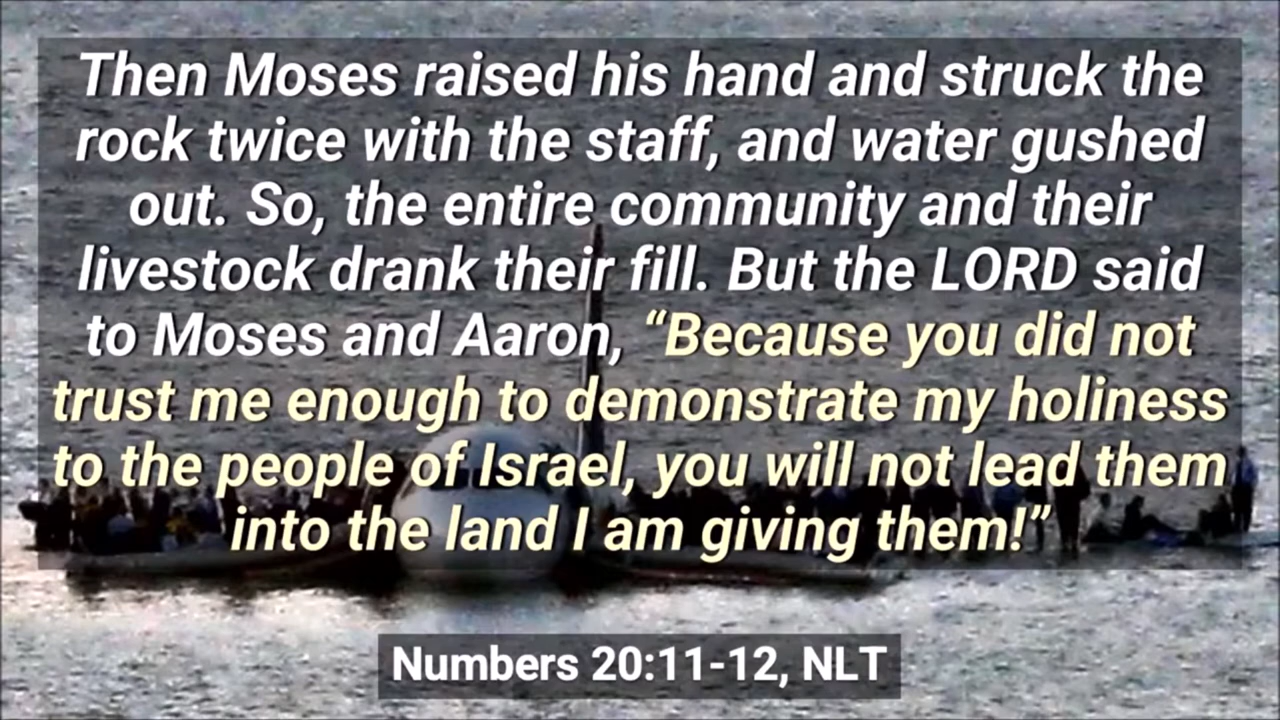 Then Moses raised his hand and struck the
rock twice with the staff, and water gushed
out. So, the entire community and their
livestock drank their fill. But the LORD said
to Moses and Aaron, “Because you did not
trust me enough to demonstrate my holiness
to the people of Israel, you will not lead them
into the land I am giving them!”
Numbers 20:11-12, NLT